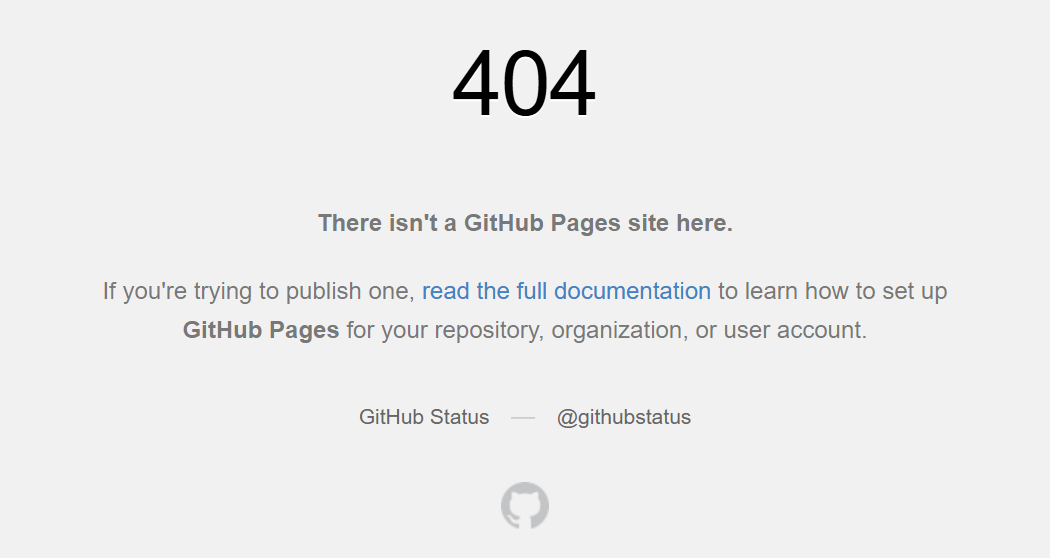 404
There isn't a GitHub Pages site here.
If you're trying to publish one, read the full documentation to learn how to set up
GitHub Pages for your repository, organization, or user account.
GitHub Status — @githubstatus